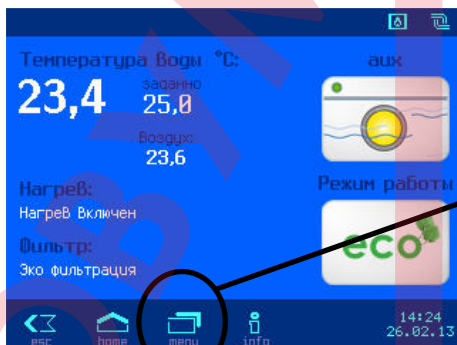 Температура Воды °C:
aux
23,4
заданно
25,0
Воздух:
23,6
Нагрев:
Режим работы
Нагрев Включен
Фильтр:
eco
Эко фильтрация
esc home menu info
14:24
26.02.13